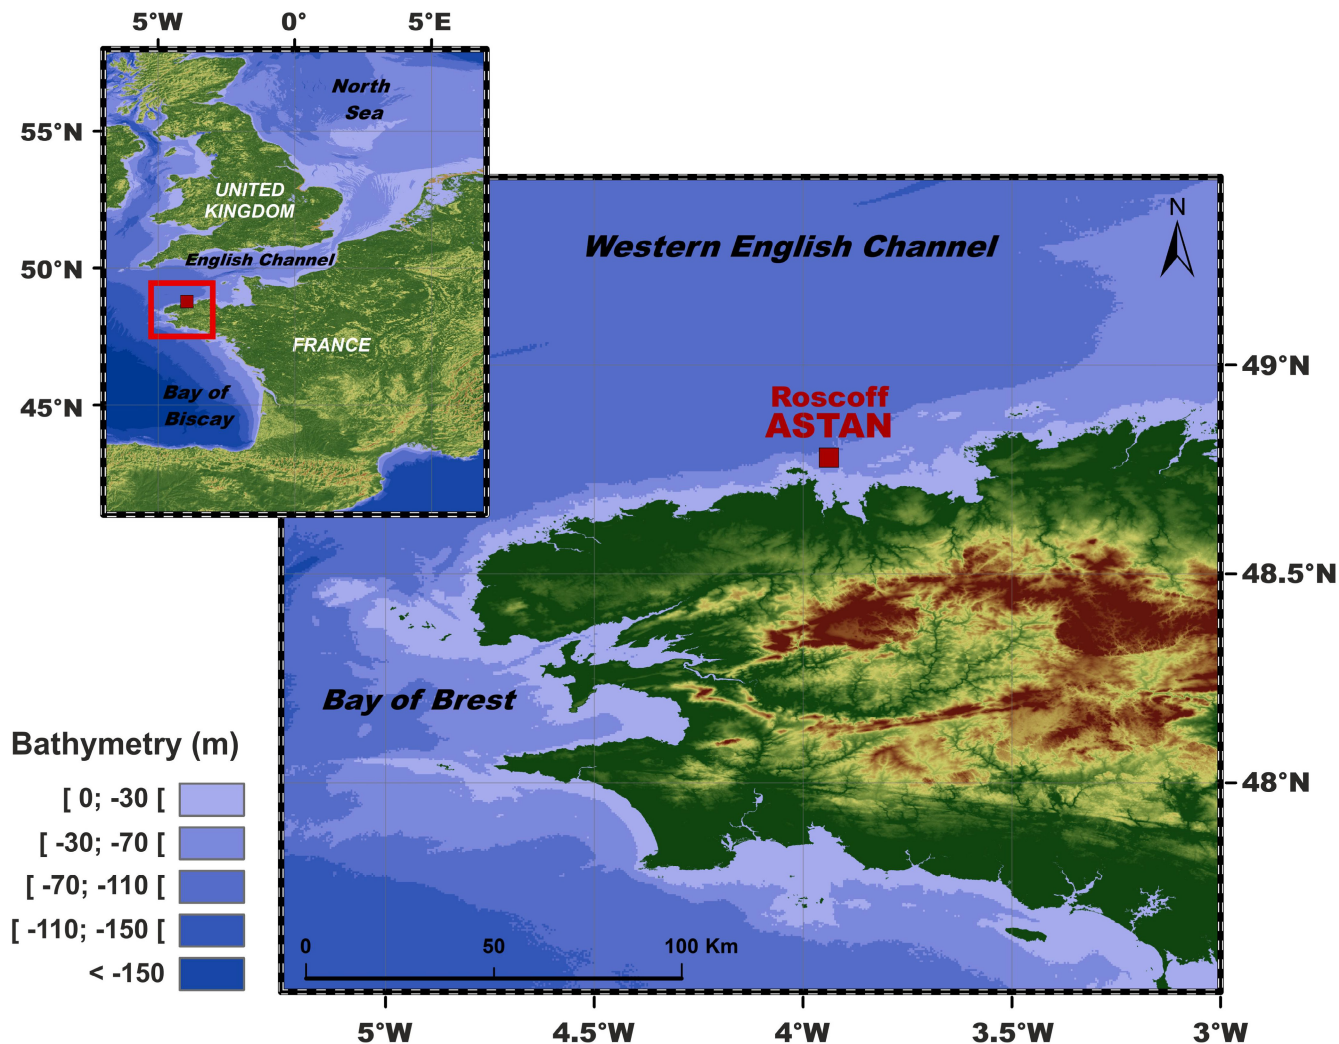 5°W 0° 5°E
North
Sea
55°N
UNITED
KINGDOM
English Channel
50°N
FRANCE
Bay of
Biscay
45°N
N
Western English Channel
49°N
Roscoff
ASTAN
48.5°N
Bay of Brest
48°N
Bathymetry (m)
[ 0; -30 [
[ -30; -70 [
[ -70; -110 [
[ -110; -150 [
< -150
0 50 100 Km
5°W 4.5°W 4°W 3.5°W 3°W